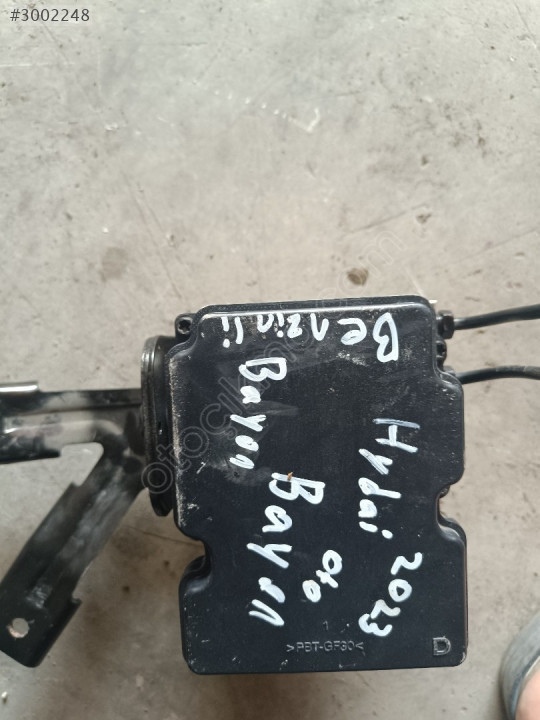 #3002248
Benzinli
Hydai 2023
Bayon
oto
Bayon
>PBT-GF30<
D